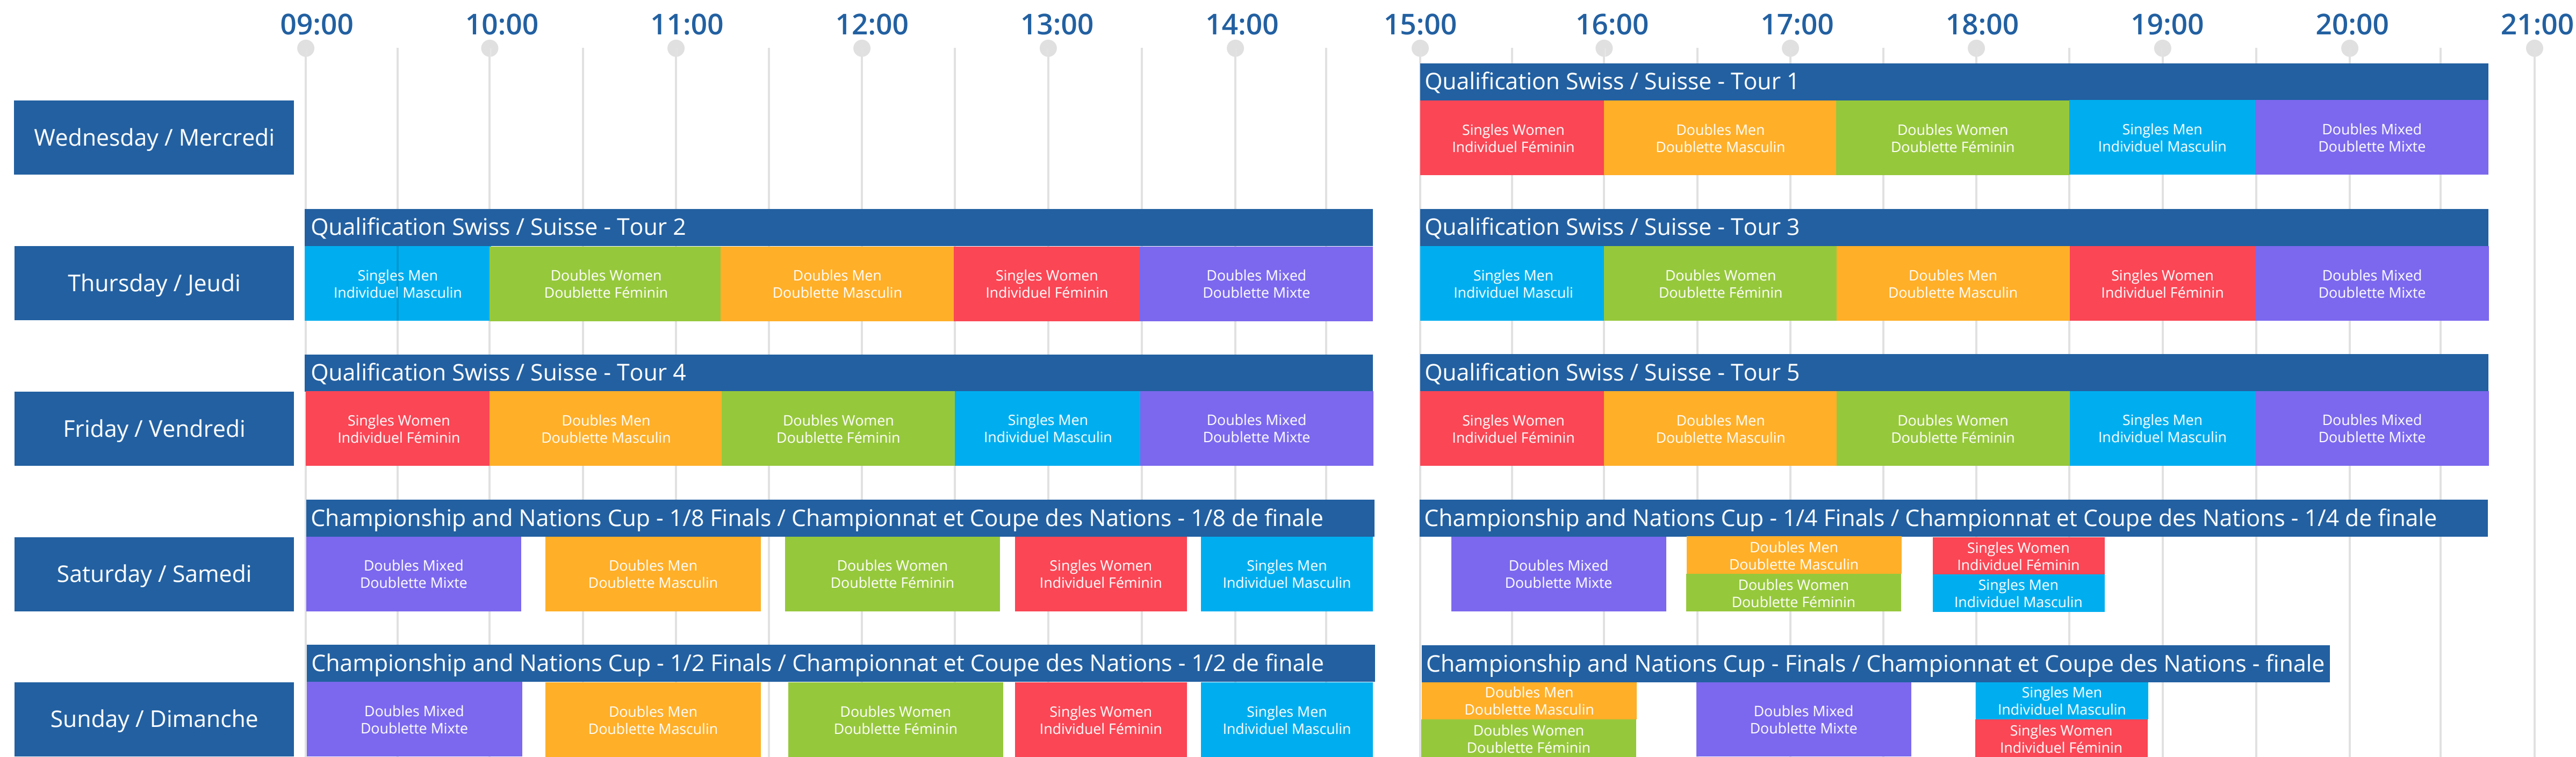 09:00 10:00 11:00 12:00 13:00 14:00 15:00 16:00 17:00 18:00 19:00 20:00 21:00
Qualification Swiss / Suisse - Tour 1
Wednesday / Mercredi
Singles Women
Individuel Féminin
Doubles Men
Doublette Masculin
Doubles Women
Doublette Féminin
Singles Men
Individuel Masculin
Doubles Mixed
Doublette Mixte
Thursday / Jeudi
Qualification Swiss / Suisse - Tour 2
Singles Men
Individuel Masculin
Doubles Women
Doublette Féminin
Doubles Men
Doublette Masculin
Singles Women
Individuel Féminin
Doubles Mixed
Doublette Mixte
Qualification Swiss / Suisse - Tour 3
Singles Men
Individuel Masculi
Doubles Women
Doublette Féminin
Doubles Men
Doublette Masculin
Singles Women
Individuel Féminin
Doubles Mixed
Doublette Mixte
Friday / Vendredi
Qualification Swiss / Suisse - Tour 4
Singles Women
Individuel Féminin
Doubles Men
Doublette Masculin
Doubles Women
Doublette Féminin
Singles Men
Individuel Masculin
Doubles Mixed
Doublette Mixte
Qualification Swiss / Suisse - Tour 5
Singles Women
Individuel Féminin
Doubles Men
Doublette Masculin
Doubles Women
Doublette Féminin
Singles Men
Individuel Masculin
Doubles Mixed
Doublette Mixte
Saturday / Samedi
Championship and Nations Cup - 1/8 Finals / Championnat et Coupe des Nations - 1/8 de finale
Doubles Mixed
Doublette Mixte
Doubles Men
Doublette Masculin
Doubles Women
Doublette Féminin
Singles Women
Individuel Féminin
Singles Men
Individuel Masculin
Championship and Nations Cup - 1/4 Finals / Championnat et Coupe des Nations - 1/4 de finale
Doubles Mixed
Doublette Mixte
Doubles Men
Doublette Masculin
Doubles Women
Doublette Féminin
Singles Women
Individuel Féminin
Singles Men
Individuel Masculin
Sunday / Dimanche
Championship and Nations Cup - 1/2 Finals / Championnat et Coupe des Nations - 1/2 de finale
Doubles Mixed
Doublette Mixte
Doubles Men
Doublette Masculin
Doubles Women
Doublette Féminin
Singles Women
Individuel Féminin
Singles Men
Individuel Masculin
Championship and Nations Cup - Finals / Championnat et Coupe des Nations - finale
Doubles Men
Doublette Masculin
Doubles Women
Doublette Féminin
Doubles Mixed
Doublette Mixte
Singles Men
Individuel Masculin
Singles Women
Individuel Féminin